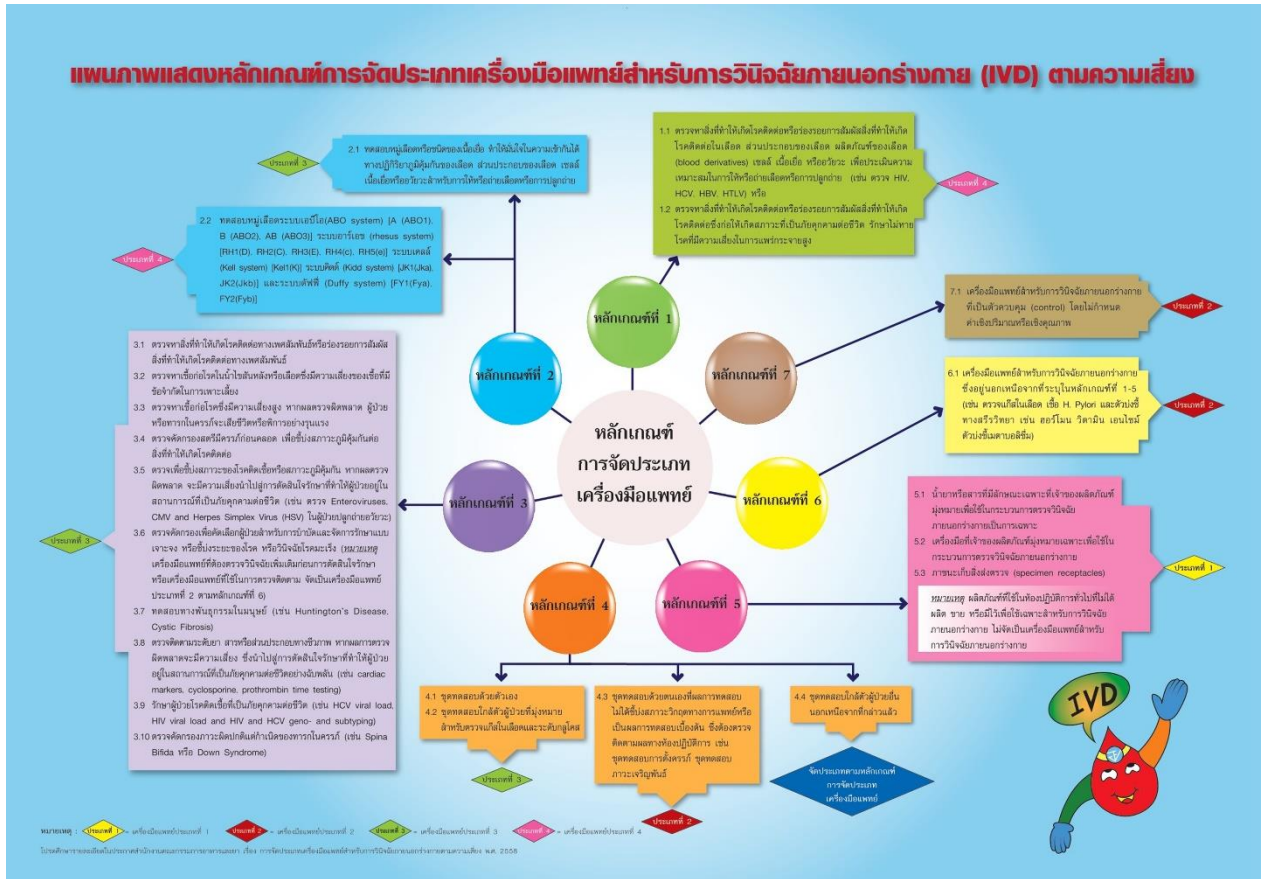 แผนภาพแสดงหลักเกณฑ์การจัดประเภทเครื่องมือแพทย์สำหรับการวินิจฉัยภายนอกร่างกาย (IVD) ตามความเสี่ยง
1.1 ตรวจหาสิ่งที่ทำให้เกิดโรคติดต่อหรือร่องรอยการสัมผัสสิ่งที่ทำให้เกิด
โรคติดต่อในเลือด ส่วนประกอบของเลือด ผลิตภัณฑ์ของเลือด
(blood derivatives) เซลล์ เนื้อเยื่อ หรืออวัยวะ เพื่อประเมินความ
เหมาะสมในการให้หรือถ่ายเลือดหรือการปลูกถ่าย (เช่น ตรวจ HIV,
HCV, HBV, HTLV) หรือ
1.2 ตรวจหาสิ่งที่ทำให้เกิดโรคติดต่อหรือร่องรอยการสัมผัสสิ่งที่ทำให้เกิด
โรคติดต่อซึ่งก่อให้เกิดสภาวะที่เป็นภัยคุกคามต่อชีวิต รักษาไม่หาย
โรคที่มีความเสี่ยงในการแพร่กระจายสูง
ประเภทที่ 4
2.1 ทดสอบหมู่เลือดหรือชนิดของเนื้อเยื่อ ทำให้มั่นใจในความเข้ากันได้
ทางปฏิกิริยาภูมิคุ้มกันของเลือด ส่วนประกอบของเลือด เซลล์
เนื้อเยื่อหรืออวัยวะสำหรับการให้หรือถ่ายเลือดหรือการปลูกถ่าย
ประเภทที่ 3
2.2 ทดสอบหมู่เลือดระบบเอบีโอ(ABO system) [A (ABO1),
B (ABO2), AB (ABO3)] ระบบอาร์เอช (rhesus system)
[RH1(D), RH2(C), RH3(E), RH4(c), RH5(e)] ระบบเคลล์
(Kell system) [Kel1(K)] ระบบคิดด์ (Kidd system) [JK1(Jka),
JK2(Jkb)] และระบบดัฟฟี่ (Duffy system) [FY1(Fya),
FY2(Fyb)]
ประเภทที่ 4
3.1 ตรวจหาสิ่งที่ทำให้เกิดโรคติดต่อทางเพศสัมพันธ์หรือร่องรอยการสัมผัส
สิ่งที่ทำให้เกิดโรคติดต่อทางเพศสัมพันธ์
3.2 ตรวจหาเชื้อก่อโรคในน้ำไขสันหลังหรือเลือดซึ่งมีความเสี่ยงของเชื้อที่มี
ข้อจำกัดในการเพาะเลี้ยง
3.3 ตรวจหาเชื้อก่อโรคซึ่งมีความเสี่ยงสูง หากผลตรวจผิดพลาด ผู้ป่วย
หรือทารกในครรภ์จะเสียชีวิตหรือพิการอย่างรุนแรง
3.4 ตรวจคัดกรองสตรีมีครรภ์ก่อนคลอด เพื่อชี้บ่งสภาวะภูมิคุ้มกันต่อ
สิ่งที่ทำให้เกิดโรคติดต่อ
3.5 ตรวจเพื่อชี้บ่งสภาวะของโรคติดเชื้อหรือสภาวะภูมิคุ้มกัน หากผลตรวจ
ผิดพลาด จะมีความเสี่ยงนำไปสู่การตัดสินใจรักษาที่ทำให้ผู้ป่วยอยู่ใน
สถานการณ์ที่เป็นภัยคุกคามต่อชีวิต (เช่น ตรวจ Enteroviruses,
CMV and Herpes Simplex Virus (HSV) ในผู้ป่วยปลูกถ่ายอวัยวะ)
3.6 ตรวจคัดกรองเพื่อคัดเลือกผู้ป่วยสำหรับการบำบัดและจัดการรักษาแบบ
เจาะจง หรือชี้บ่งระยะของโรค หรือวินิจฉัยโรคมะเร็ง (หมายเหตุ
เครื่องมือแพทย์ที่ต้องตรวจวินิจฉัยเพิ่มเติมก่อนการตัดสินใจรักษา
หรือเครื่องมือแพทย์ที่ใช้ในการตรวจติดตาม จัดเป็นเครื่องมือแพทย์
ประเภทที่ 2 ตามหลักเกณฑ์ที่ 6)
3.7 ทดสอบทางพันธุกรรมในมนุษย์ (เช่น Huntington's Disease,
Cystic Fibrosis)
3.8 ตรวจติดตามระดับยา สารหรือส่วนประกอบทางชีวภาพ หากผลการตรวจ
ผิดพลาดจะมีความเสี่ยง ซึ่งนำไปสู่การตัดสินใจรักษาที่ทำให้ผู้ป่วย
อยู่ในสถานการณ์ที่เป็นภัยคุกคามต่อชีวิตอย่างฉับพลัน (เช่น cardiac
markers, cyclosporine, prothrombin time testing)
3.9 รักษาผู้ป่วยโรคติดเชื้อที่เป็นภัยคุกคามต่อชีวิต (เช่น HCV viral load,
HIV viral load and HIV and HCV geno- and subtyping)
3.10 ตรวจคัดกรองภาวะผิดปกติแต่กำเนิดของทารกในครรภ์ (เช่น Spina
Bifida หรือ Down Syndrome)
ประเภทที่ 3
หลักเกณฑ์ที่ 1
หลักเกณฑ์ที่ 2
หลักเกณฑ์ที่ 7
หลักเกณฑ์
การจัดประเภท
เครื่องมือแพทย์
หลักเกณฑ์ที่ 3
หลักเกณฑ์ที่ 6
หลักเกณฑ์ที่ 4
หลักเกณฑ์ที่ 5
7.1 เครื่องมือแพทย์สำหรับการวินิจฉัยภายนอกร่างกาย
ที่เป็นตัวควบคุม (control) โดยไม่กำหนด
ค่าเชิงปริมาณหรือเชิงคุณภาพ
ประเภทที่ 2
6.1 เครื่องมือแพทย์สำหรับการวินิจฉัยภายนอกร่างกาย
ซึ่งอยู่นอกเหนือจากที่ระบุในหลักเกณฑ์ที่ 1-5
(เช่น ตรวจแก๊สในเลือด เชื้อ H. Pylori และตัวบ่งชี้
ทางสรีรวิทยา เช่น ฮอร์โมน วิตามิน เอนไซม์
ตัวบ่งชี้เมตาบอลิซึ่ม)
ประเภทที่ 2
5.1 น้ำยาหรือสารที่มีลักษณะเฉพาะที่เจ้าของผลิตภัณฑ์
มุ่งหมายเพื่อใช้ในกระบวนการตรวจวินิจฉัย
ภายนอกร่างกายเป็นการเฉพาะ
5.2 เครื่องมือที่เจ้าของผลิตภัณฑ์มุ่งหมายเฉพาะเพื่อใช้ใน
กระบวนการตรวจวินิจฉัยภายนอกร่างกาย
5.3 ภาชนะเก็บสิ่งส่งตรวจ (specimen receptacles)
หมายเหตุ ผลิตภัณฑ์ที่ใช้ในห้องปฏิบัติการทั่วไปที่ไม่ได้
ผลิต ขาย หรือมีไว้เพื่อใช้เฉพาะสำหรับการวินิจฉัย
ภายนอกร่างกาย ไม่จัดเป็นเครื่องมือแพทย์สำหรับ
การวินิจฉัยภายนอกร่างกาย
ประเภทที่ 1
4.1 ชุดทดสอบด้วยตัวเอง
4.2 ชุดทดสอบใกล้ตัวผู้ป่วยที่มุ่งหมาย
สำหรับตรวจแก๊สในเลือดและระดับกลูโคส
ประเภทที่ 3
4.3 ชุดทดสอบด้วยตนเองที่ผลการทดสอบ
ไม่ได้ชี้บ่งสภาวะวิกฤตทางการแพทย์หรือ
เป็นผลการทดสอบเบื้องต้น ซึ่งต้องตรวจ
ติดตามผลทางห้องปฏิบัติการ เช่น
ชุดทดสอบการตั้งครรภ์ ชุดทดสอบ
ภาวะเจริญพันธ์
ประเภทที่ 2
4.4 ชุดทดสอบใกล้ตัวผู้ป่วยอื่น
นอกเหนือจากที่กล่าวแล้ว
จัดประเภทตามหลักเกณฑ์
การจัดประเภท
เครื่องมือแพทย์
IVD
หมายเหตุ : ประเภทที่ 1 = เครื่องมือแพทย์ประเภทที่ 1 ประเภทที่ 2 = เครื่องมือแพทย์ประเภทที่ 2 ประเภทที่ 3 = เครื่องมือแพทย์ประเภทที่ 3 ประเภทที่ 4 = เครื่องมือแพทย์ประเภทที่ 4
โปรดศึกษารายละเอียดในประกาศสำนักงานคณะกรรมการอาหารและยา เรื่อง การจัดประเภทเครื่องมือแพทย์สำหรับการวินิจฉัยภายนอกร่างกายตามความเสี่ยง พ.ศ. 2558